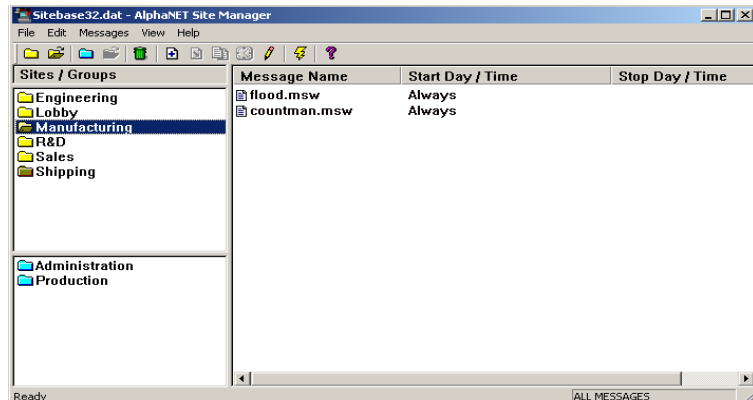 Sitebase32.dat - AlphaNET Site Manager
File Edit Messages View Help
Sites / Groups
Message Name Start Day / Time Stop Day / Time
Engineering
Lobby
Manufacturing
R&D
Sales
Shipping
flood.msw Always
countman.msw Always
Administration
Production
Ready ALL MESSAGES